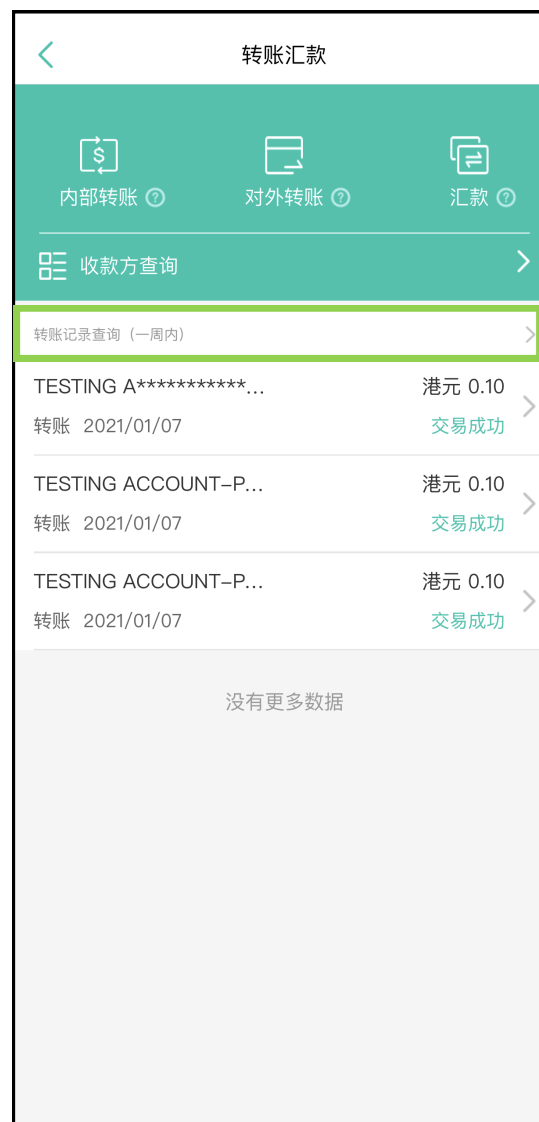 转账汇款
内部转账 ? 对外转账 ? 汇款 ?
收款方查询
转账记录查询（一周内）
TESTING A***********... 港元 0.10
转账 2021/01/07 交易成功
TESTING ACCOUNT-P... 港元 0.10
转账 2021/01/07 交易成功
TESTING ACCOUNT-P... 港元 0.10
转账 2021/01/07 交易成功
没有更多数据